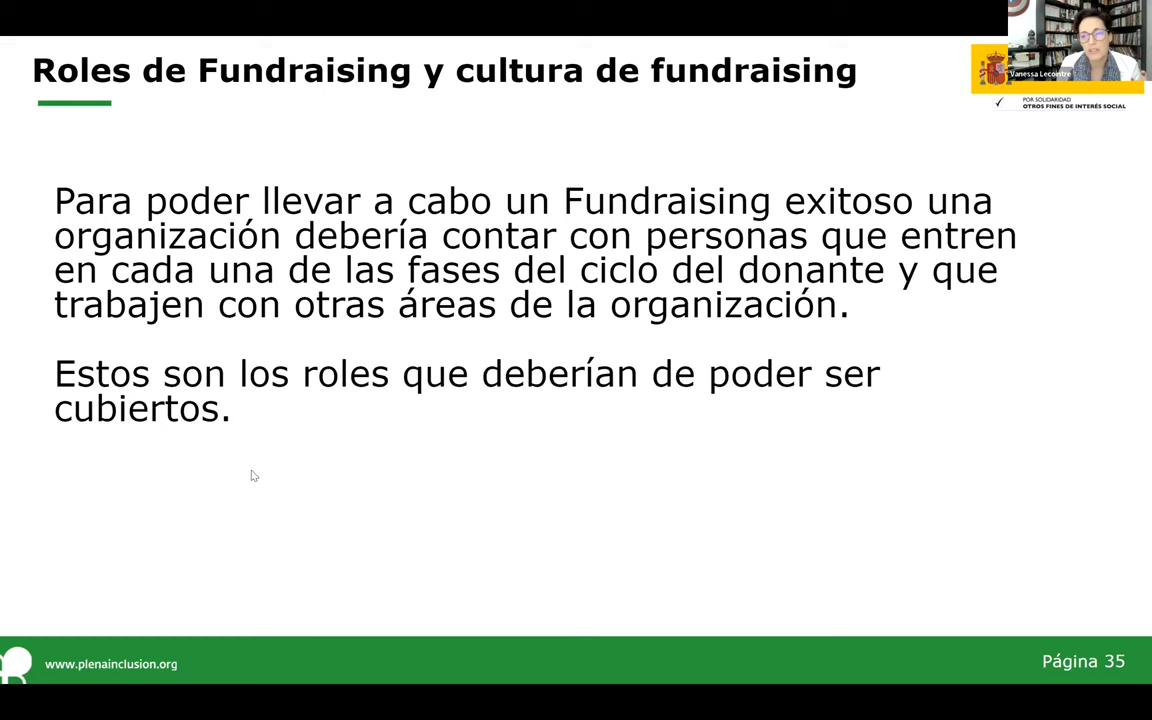 Roles de Fundraising y cultura de fundraising
Vanessa Lecointre
POR SOLIDARIDAD
OTROS FINES DE INTERÉS SOCIAL
Para poder llevar a cabo un Fundraising exitoso una
organización debería contar con personas que entren
en cada una de las fases del ciclo del donante y que
trabajen con otras áreas de la organización.
Estos son los roles que deberían de poder ser
cubiertos.
www.plenainclusion.org
Página 35